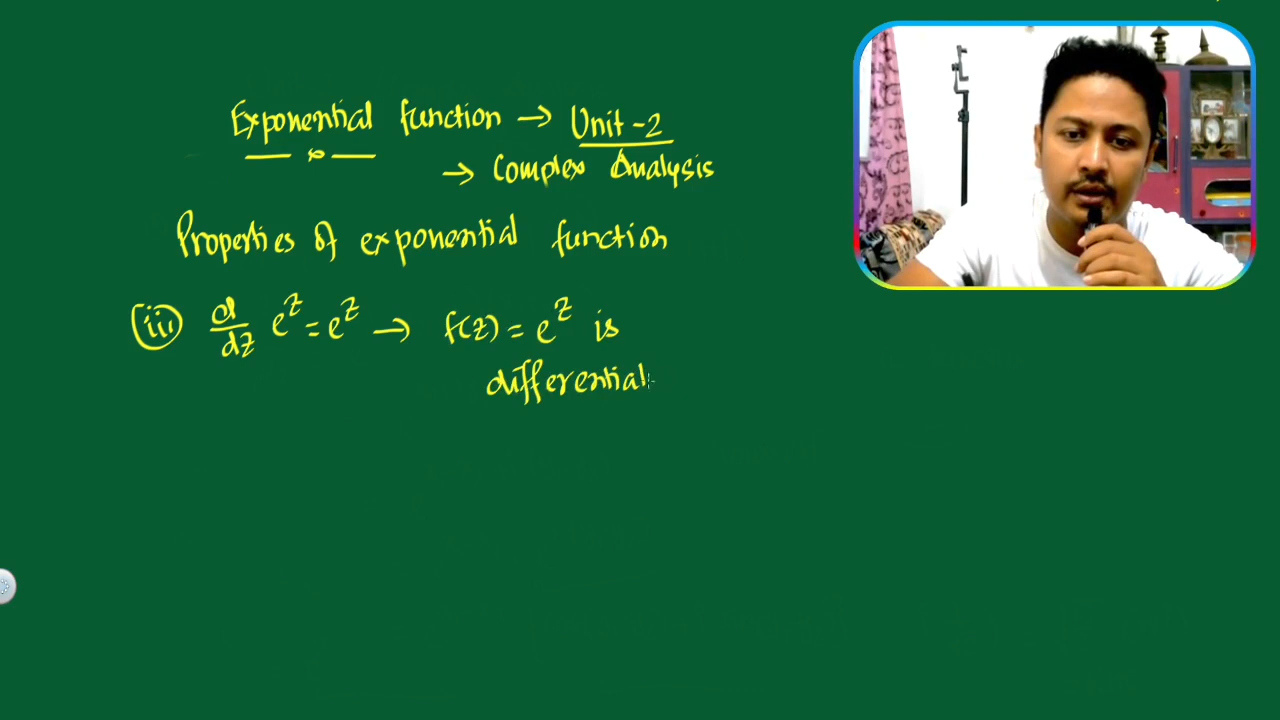 Exponential function → Unit-2
→ Complex Analysis
Properties of exponential function
(iii) d/dz e^z = e^z → f(z) = e^z is
differential